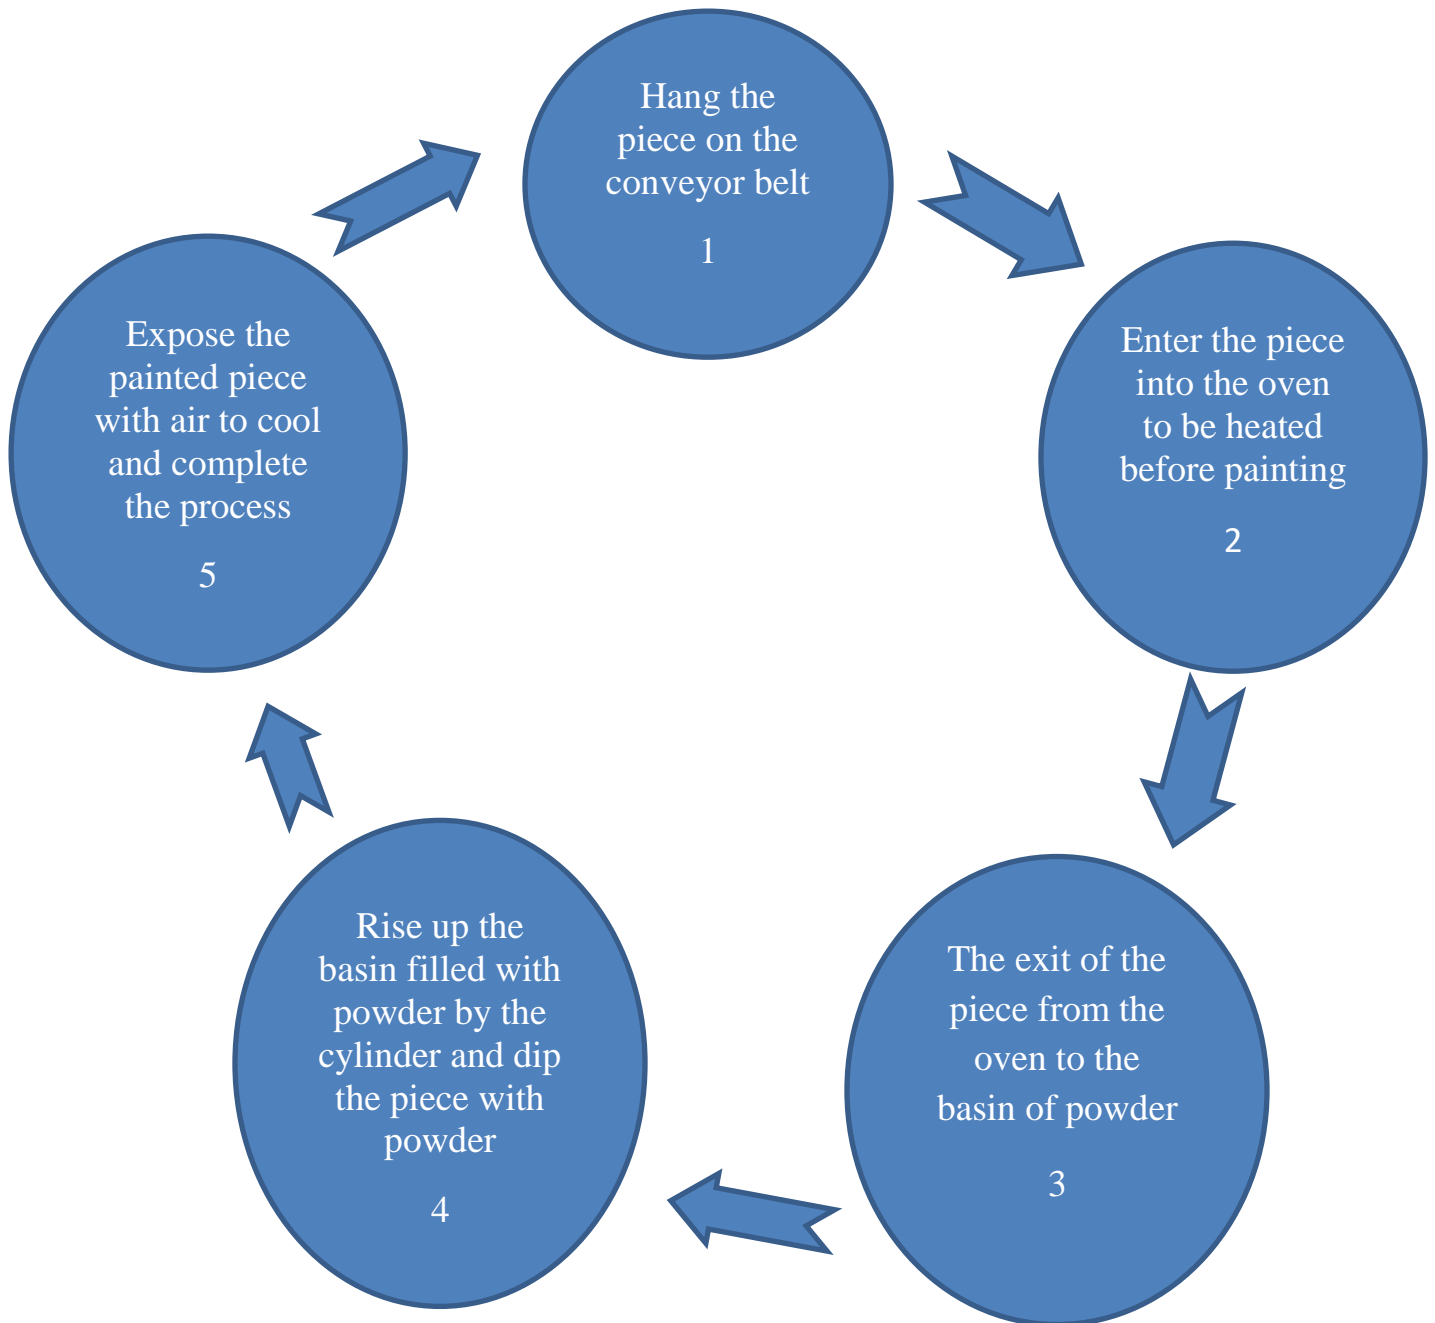 Hang the
piece on the
conveyor belt
1
Enter the piece
into the oven
to be heated
before painting
2
The exit of the
piece from the
oven to the
basin of powder
3
Rise up the
basin filled with
powder by the
cylinder and dip
the piece with
powder
4
Expose the
painted piece
with air to cool
and complete
the process
5